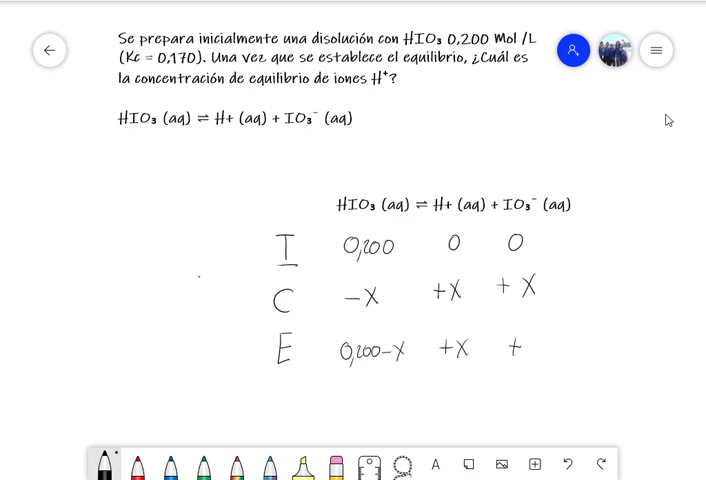 Se prepara inicialmente una disolución con HIO₃ 0,200 Mol /L
(Kc = 0,170). Una vez que se establece el equilibrio, ¿Cuál es
la concentración de equilibrio de iones H⁺?
HIO₃ (aq) ⇌ H+ (aq) + IO₃⁻ (aq)
HIO₃ (aq) ⇌ H+ (aq) + IO₃⁻ (aq)
I 0,200 0 0
C -X +X +X
E 0,200-X +X +
A